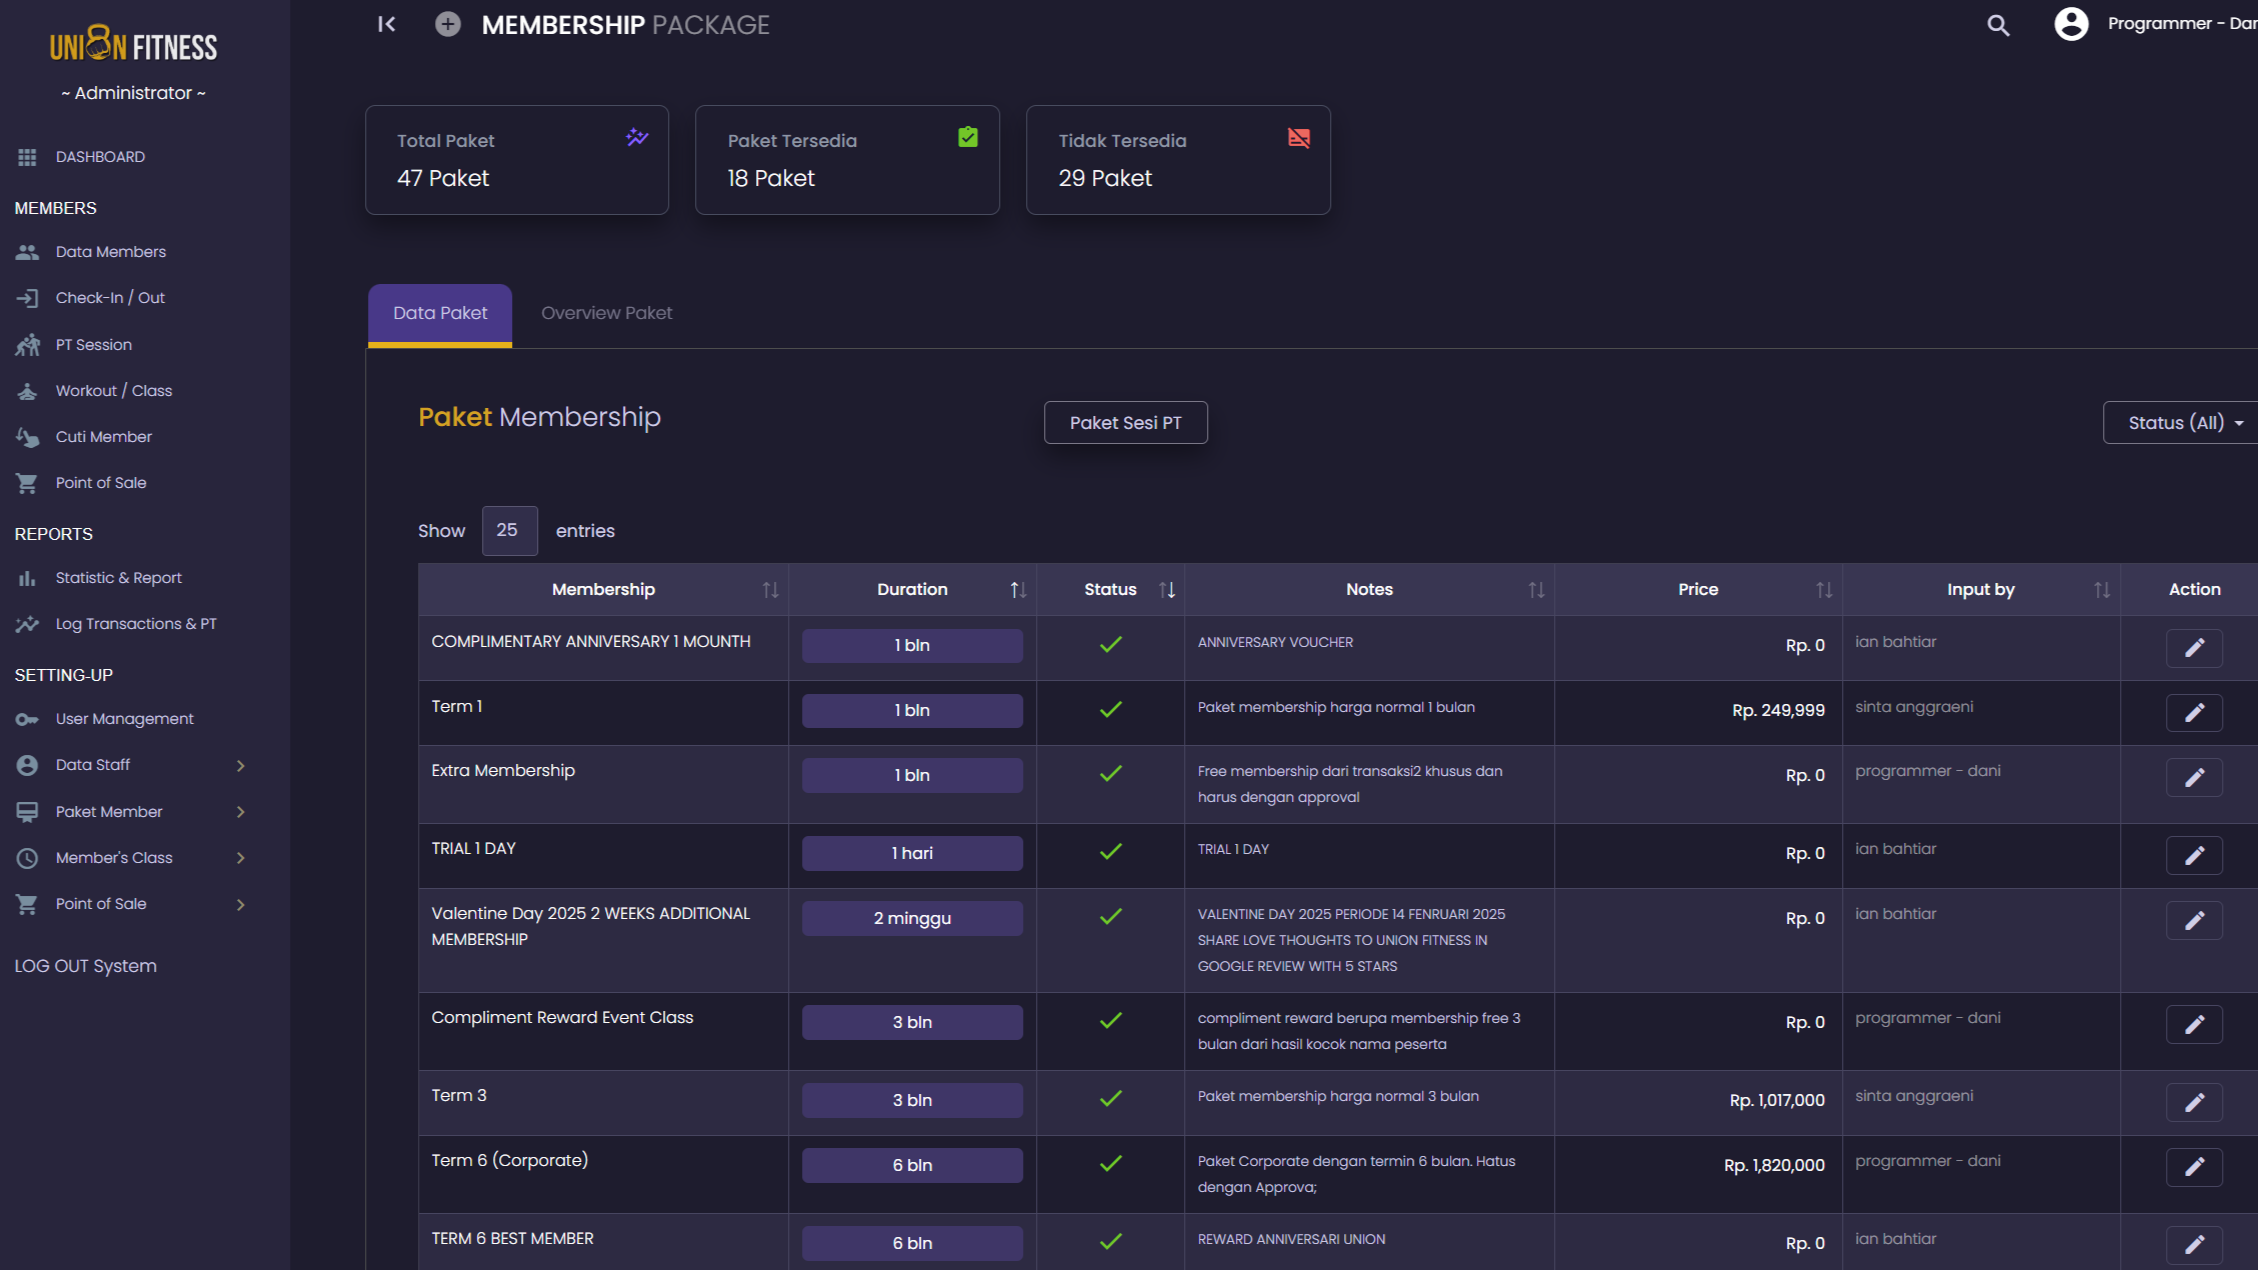 UNI8N FITNESS
~ Administrator ~
DASHBOARD
MEMBERS
Data Members
Check-In / Out
PT Session
Workout / Class
Cuti Member
Point of Sale
REPORTS
Statistic & Report
Log Transactions & PT
SETTING-UP
User Management
Data Staff
Paket Member
Member's Class
Point of Sale
LOG OUT System
MEMBERSHIP PACKAGE
Programmer - Dan
Total Paket
47 Paket
Paket Tersedia
18 Paket
Tidak Tersedia
29 Paket
Data Paket
Overview Paket
Paket Membership
Paket Sesi PT
Status (All)
Show 25 entries
Membership Duration Status Notes Price Input by Action
COMPLIMENTARY ANNIVERSARY 1 MOUNTH 1 bln ANNIVERSARY VOUCHER Rp. 0 ian bahtiar
Term 1 1 bln Paket membership harga normal 1 bulan Rp. 249,999 sinta anggraeni
Extra Membership 1 bln Free membership dari transaksi2 khusus dan Rp. 0 programmer - dani
harus dengan approval
TRIAL 1 DAY 1 hari TRIAL 1 DAY Rp. 0 ian bahtiar
Valentine Day 2025 2 WEEKS ADDITIONAL 2 minggu VALENTINE DAY 2025 PERIODE 14 FENRUARI 2025 Rp. 0 ian bahtiar
MEMBERSHIP SHARE LOVE THOUGHTS TO UNION FITNESS IN
GOOGLE REVIEW WITH 5 STARS
Compliment Reward Event Class 3 bln compliment reward berupa membership free 3 Rp. 0 programmer - dani
bulan dari hasil kocok nama peserta
Term 3 3 bln Paket membership harga normal 3 bulan Rp. 1,017,000 sinta anggraeni
Term 6 (Corporate) 6 bln Paket Corporate dengan termin 6 bulan. Hatus Rp. 1,820,000 programmer - dani
dengan Approva;
TERM 6 BEST MEMBER 6 bln REWARD ANNIVERSARI UNION Rp. 0 ian bahtiar